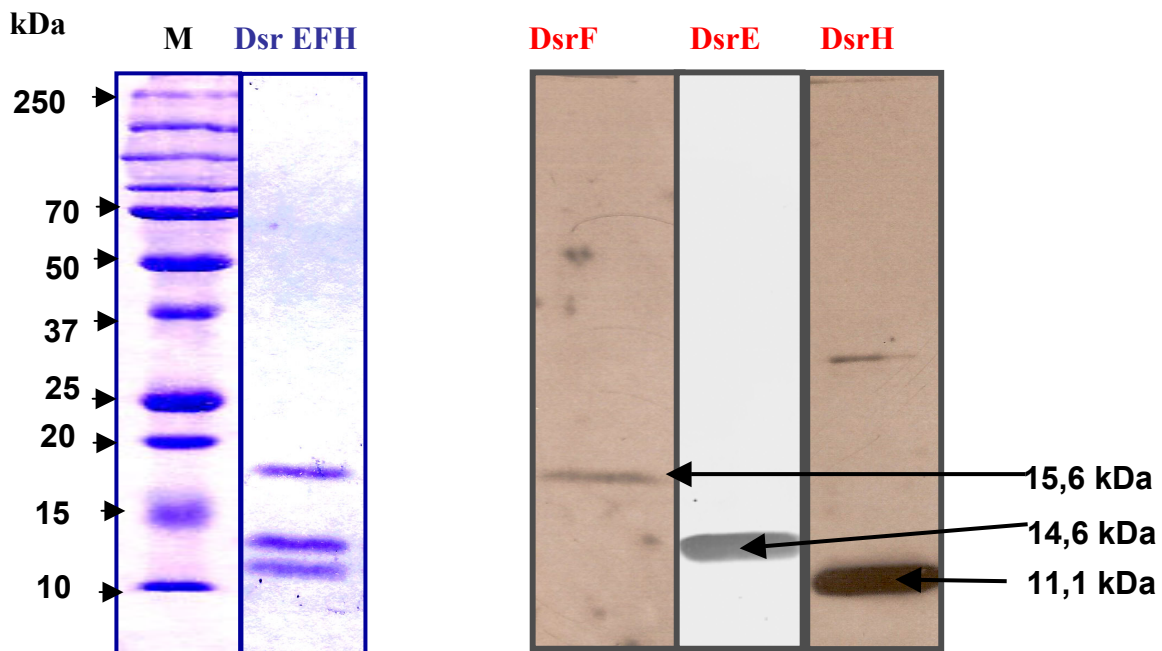 kDa
M
Dsr EFH
DsrF
DsrE
DsrH
250
70
50
37
25
20
15
10
15,6 kDa
14,6 kDa
11,1 kDa